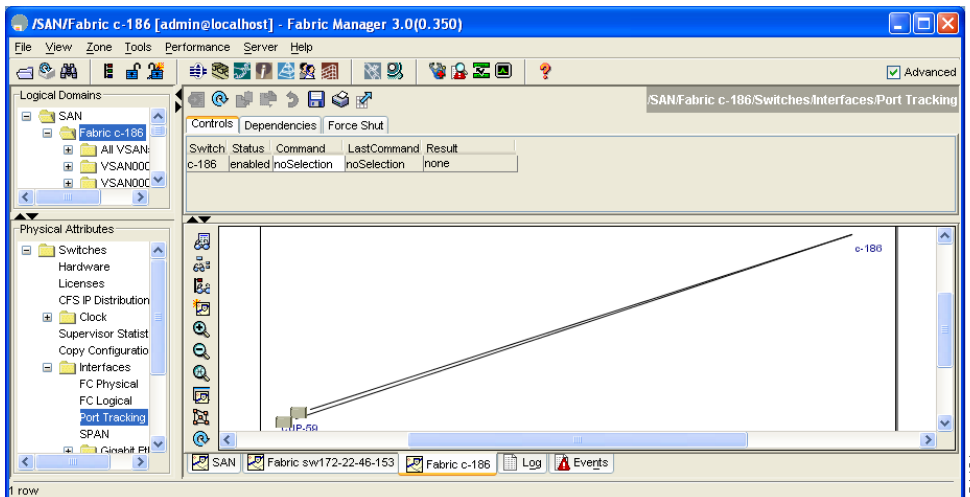 /SAN/Fabric c-186 [admin@localhost] - Fabric Manager 3.0(0.350)
File View Zone Tools Performance Server Help
Advanced
Logical Domains
SAN
Fabric c-186
All VSAN
VSAN000
VSAN000
/SAN/Fabric c-186/Switches/Interfaces/Port Tracking
Controls Dependencies Force Shut
Switch Status Command LastCommand Result
c-186 enabled noSelection noSelection none
Physical Attributes
Switches
Hardware
Licenses
CFS IP Distribution
Clock
Supervisor Statist
Copy Configuratio
Interfaces
FC Physical
FC Logical
Port Tracking
SPAN
Gigabit Et
c-186
SAN Fabric sw172-22-46-153 Fabric c-186 Log Events
1 row